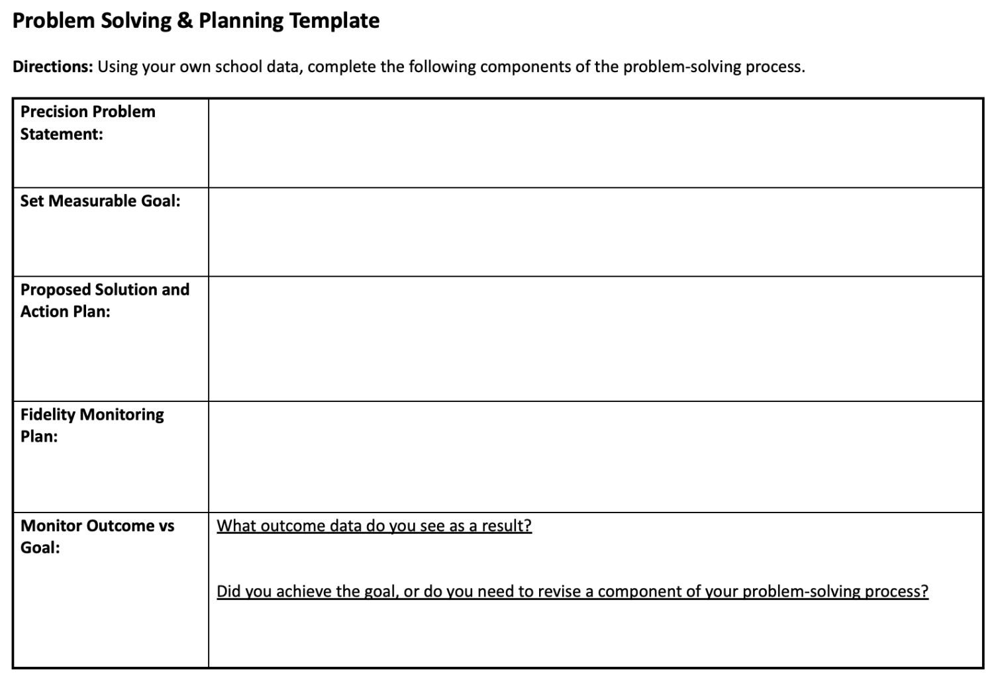 Problem Solving & Planning Template
Directions: Using your own school data, complete the following components of the problem-solving process.
Precision Problem
Statement:
Set Measurable Goal:
Proposed Solution and
Action Plan:
Fidelity Monitoring
Plan:
Monitor Outcome vs
Goal:
What outcome data do you see as a result?
Did you achieve the goal, or do you need to revise a component of your problem-solving process?